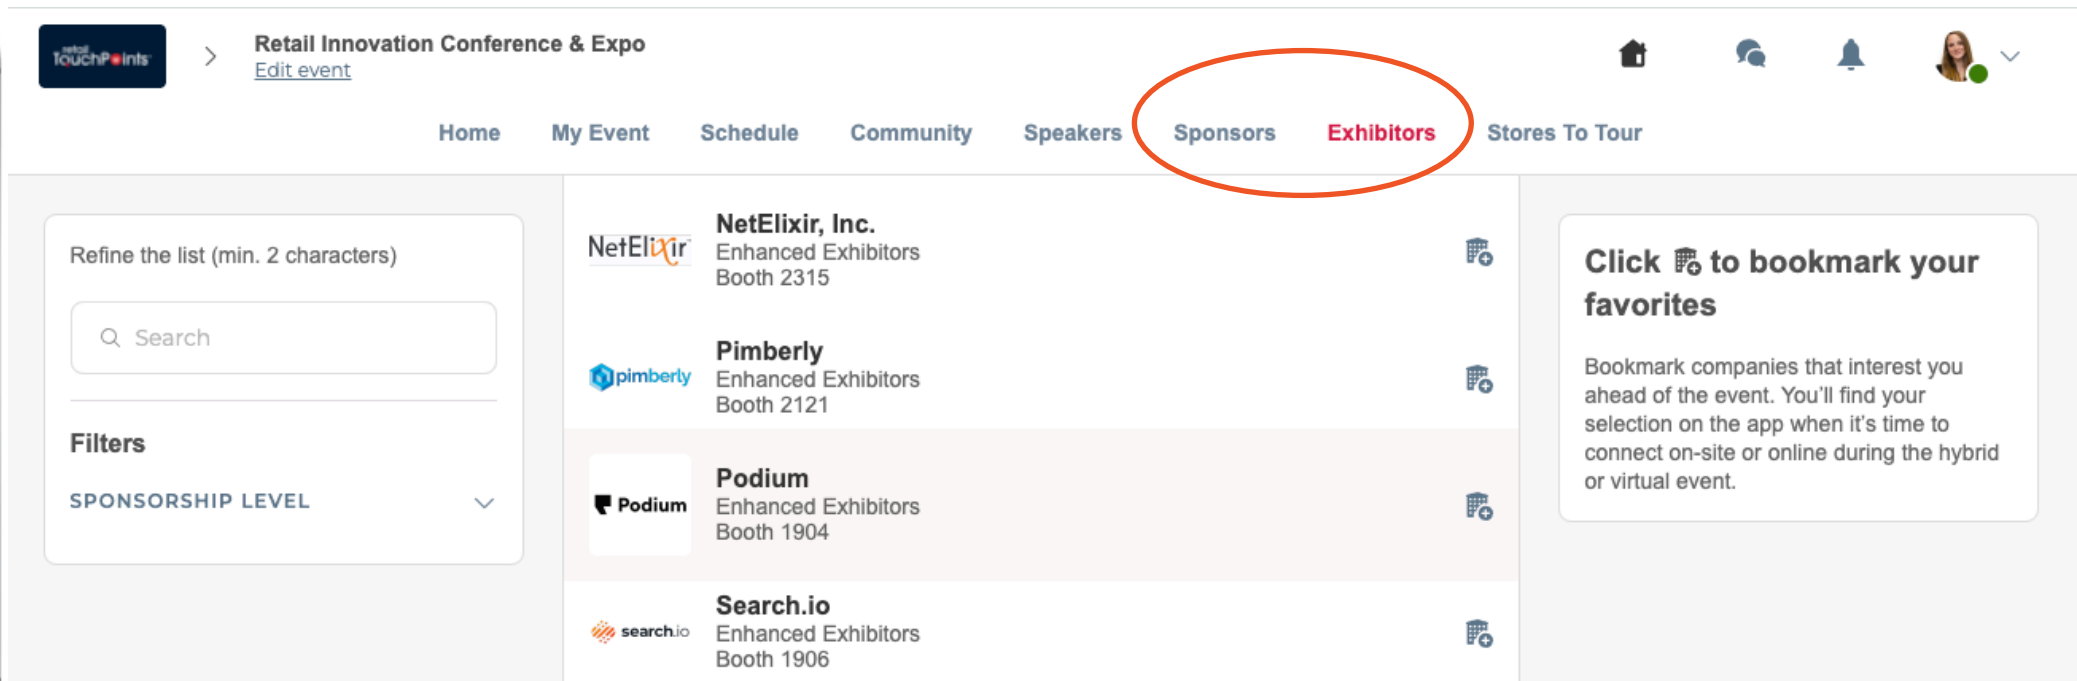 retail
TouchPoints
Retail Innovation Conference & Expo
Edit event
Home My Event Schedule Community Speakers Sponsors Exhibitors Stores To Tour
Refine the list (min. 2 characters)
Search
Filters
SPONSORSHIP LEVEL
NetElixir
NetElixir, Inc.
Enhanced Exhibitors
Booth 2315
pimberly
Pimberly
Enhanced Exhibitors
Booth 2121
Podium
Podium
Enhanced Exhibitors
Booth 1904
search.io
Search.io
Enhanced Exhibitors
Booth 1906
Click to bookmark your
favorites
Bookmark companies that interest you
ahead of the event. You’ll find your
selection on the app when it’s time to
connect on-site or online during the hybrid
or virtual event.